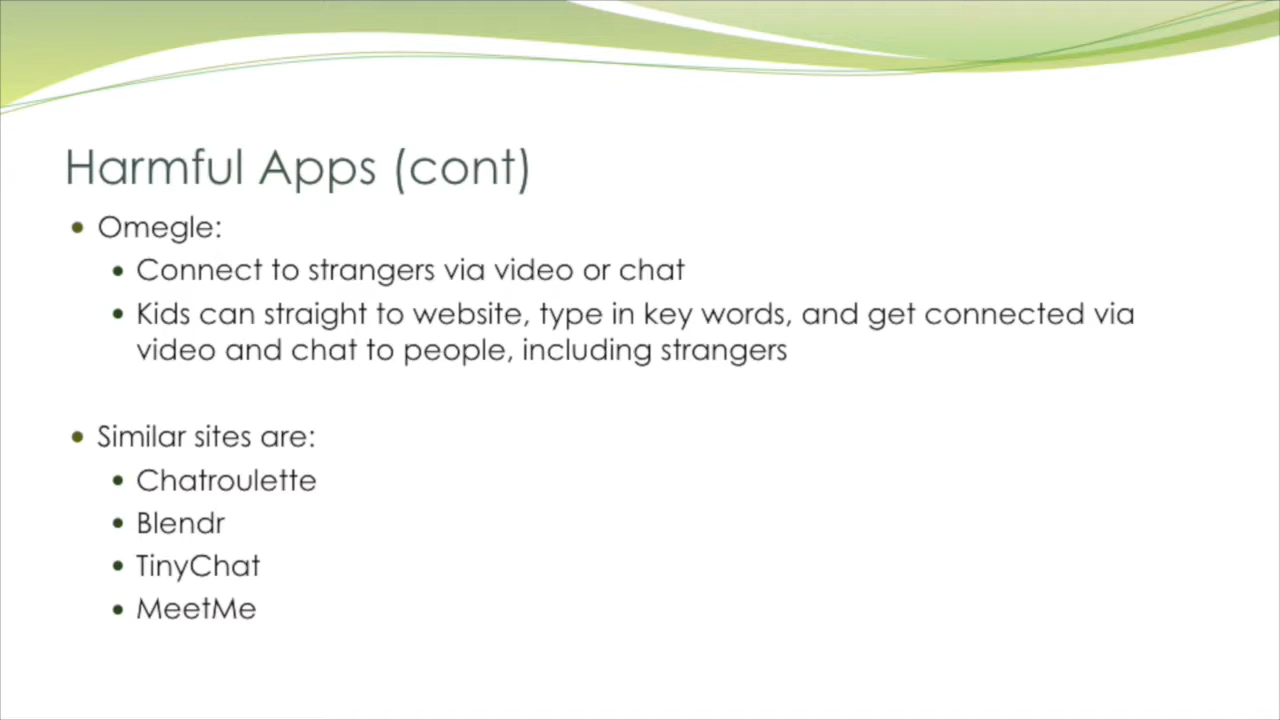 Harmful Apps (cont)
• Omegle:
• Connect to strangers via video or chat
• Kids can straight to website, type in key words, and get connected via
video and chat to people, including strangers
• Similar sites are:
• Chatroulette
• Blendr
• TinyChat
• MeetMe